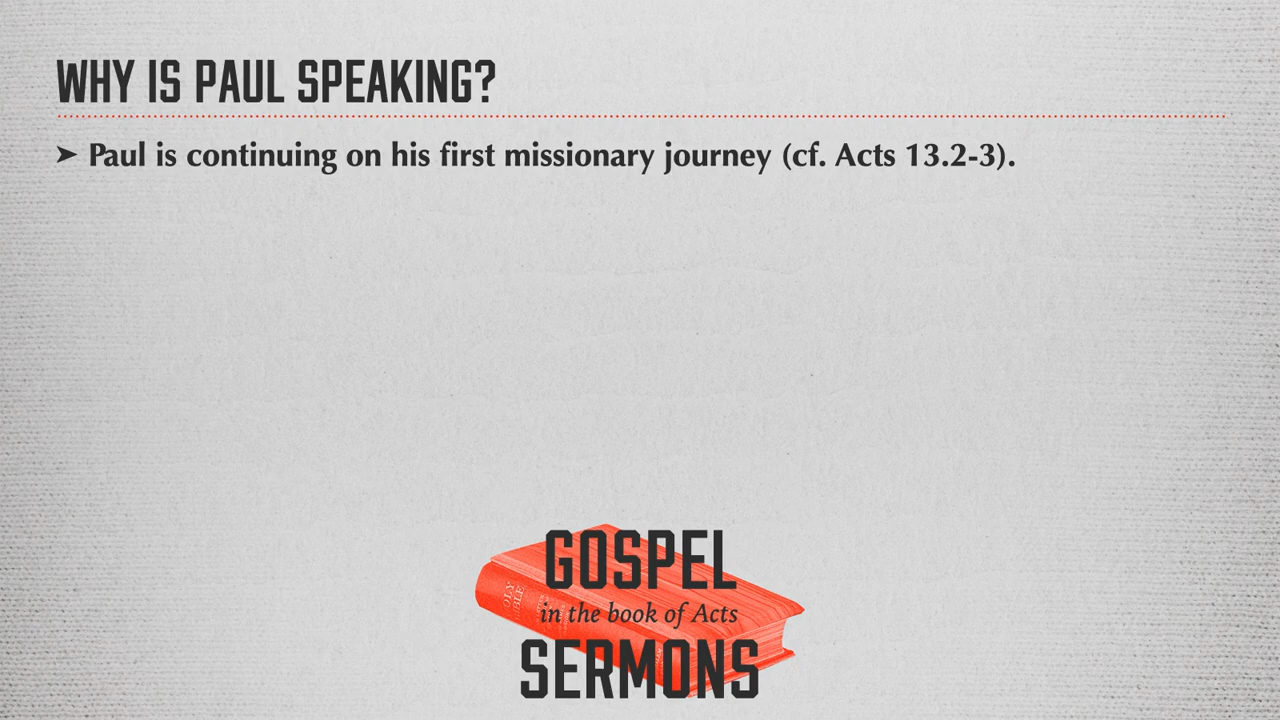 WHY IS PAUL SPEAKING?
➤ Paul is continuing on his first missionary journey (cf. Acts 13.2-3).
GOSPEL
in the book of Acts
SERMONS